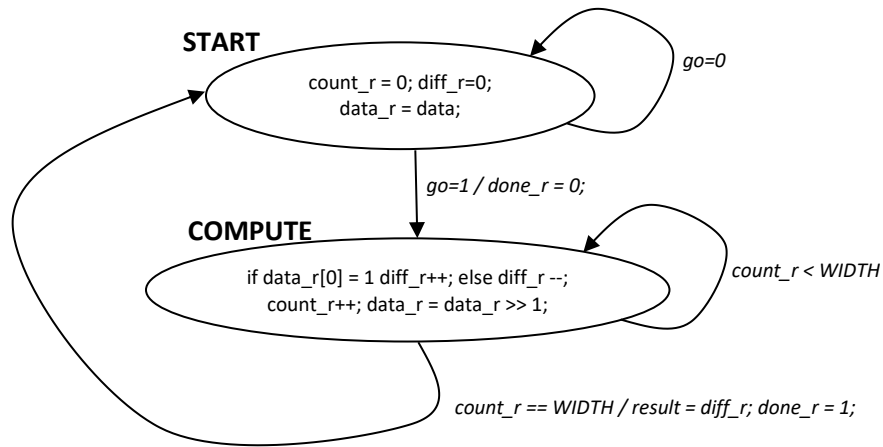 START
go=0
count_r = 0; diff_r=0;
data_r = data;
go=1 / done_r = 0;
COMPUTE
if data_r[0] = 1 diff_r++; else diff_r --;
count_r++; data_r = data_r >> 1;
count_r < WIDTH
count_r == WIDTH / result = diff_r; done_r = 1;